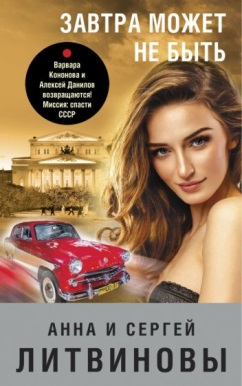 ЗАВТРА МОЖЕТ
НЕ БЫТЬ
Варвара
Кононова и
Алексей Данилов
возвращаются!
Миссия: спасти
СССР
АННА И СЕРГЕЙ
ЛИТВИНОВЫ